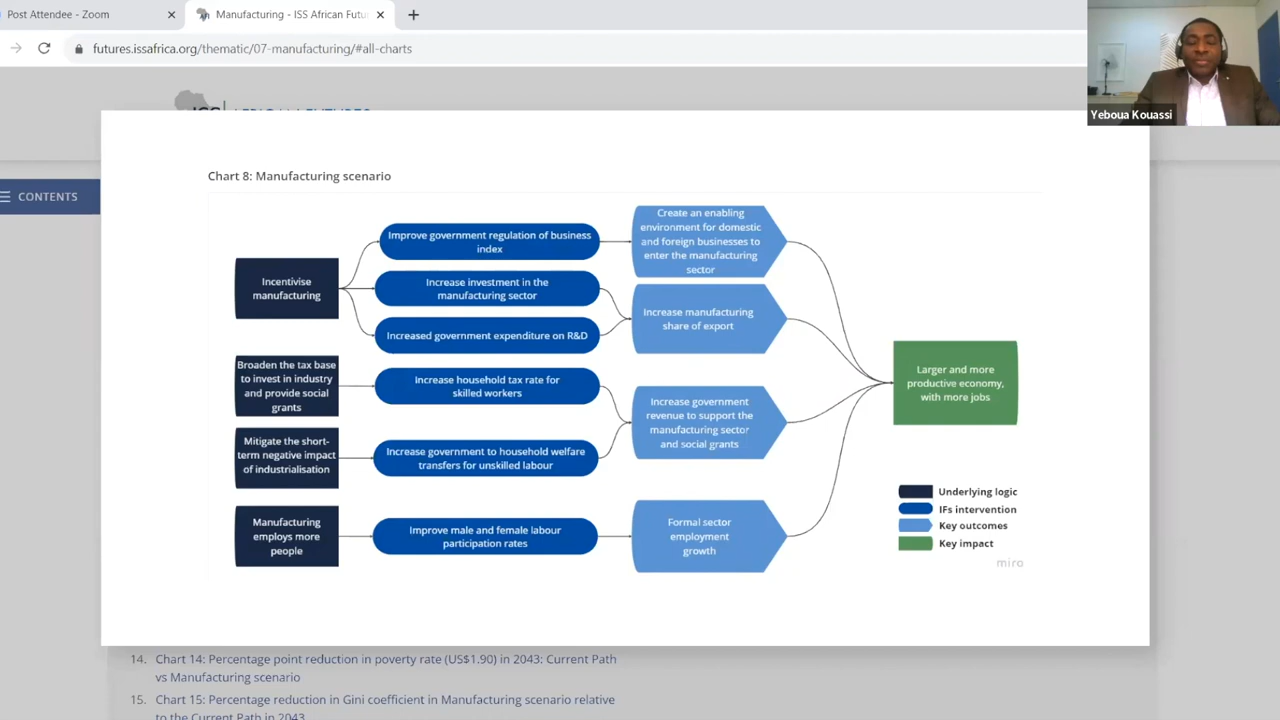 Post Attendee - Zoom
Manufacturing - ISS African Futu
futures.issafrica.org/thematic/07-manufacturing/#all-charts
Yeboua Kouassi
CONTENTS
Chart 8: Manufacturing scenario
Incentivise
manufacturing
Broaden the tax base
to invest in industry
and provide social
grants
Mitigate the short-
term negative impact
of industrialisation
Manufacturing
employs more
people
Improve government regulation of business
index
Increase investment in the
manufacturing sector
Increased government expenditure on R&D
Increase household tax rate for
skilled workers
Increase government to household welfare
transfers for unskilled labour
Improve male and female labour
participation rates
Create an enabling
environment for domestic
and foreign businesses to
enter the manufacturing
sector
Increase manufacturing
share of export
Increase government
revenue to support the
manufacturing sector
and social grants
Formal sector
employment
growth
Larger and more
productive economy,
with more jobs
Underlying logic
IFs intervention
Key outcomes
Key impact
miro
14. Chart 14: Percentage point reduction in poverty rate (US$1.90) in 2043: Current Path
vs Manufacturing scenario
15. Chart 15: Percentage reduction in Gini coefficient in Manufacturing scenario relative
to the Current Path in 2043